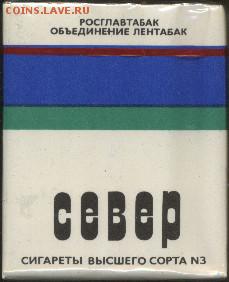 COINS.LAVE.RU
РОСГЛАВТАБАК
ОБЪЕДИНЕНИЕ ЛЕНТАБАК
север
СИГАРЕТЫ ВЫСШЕГО СОРТА N3